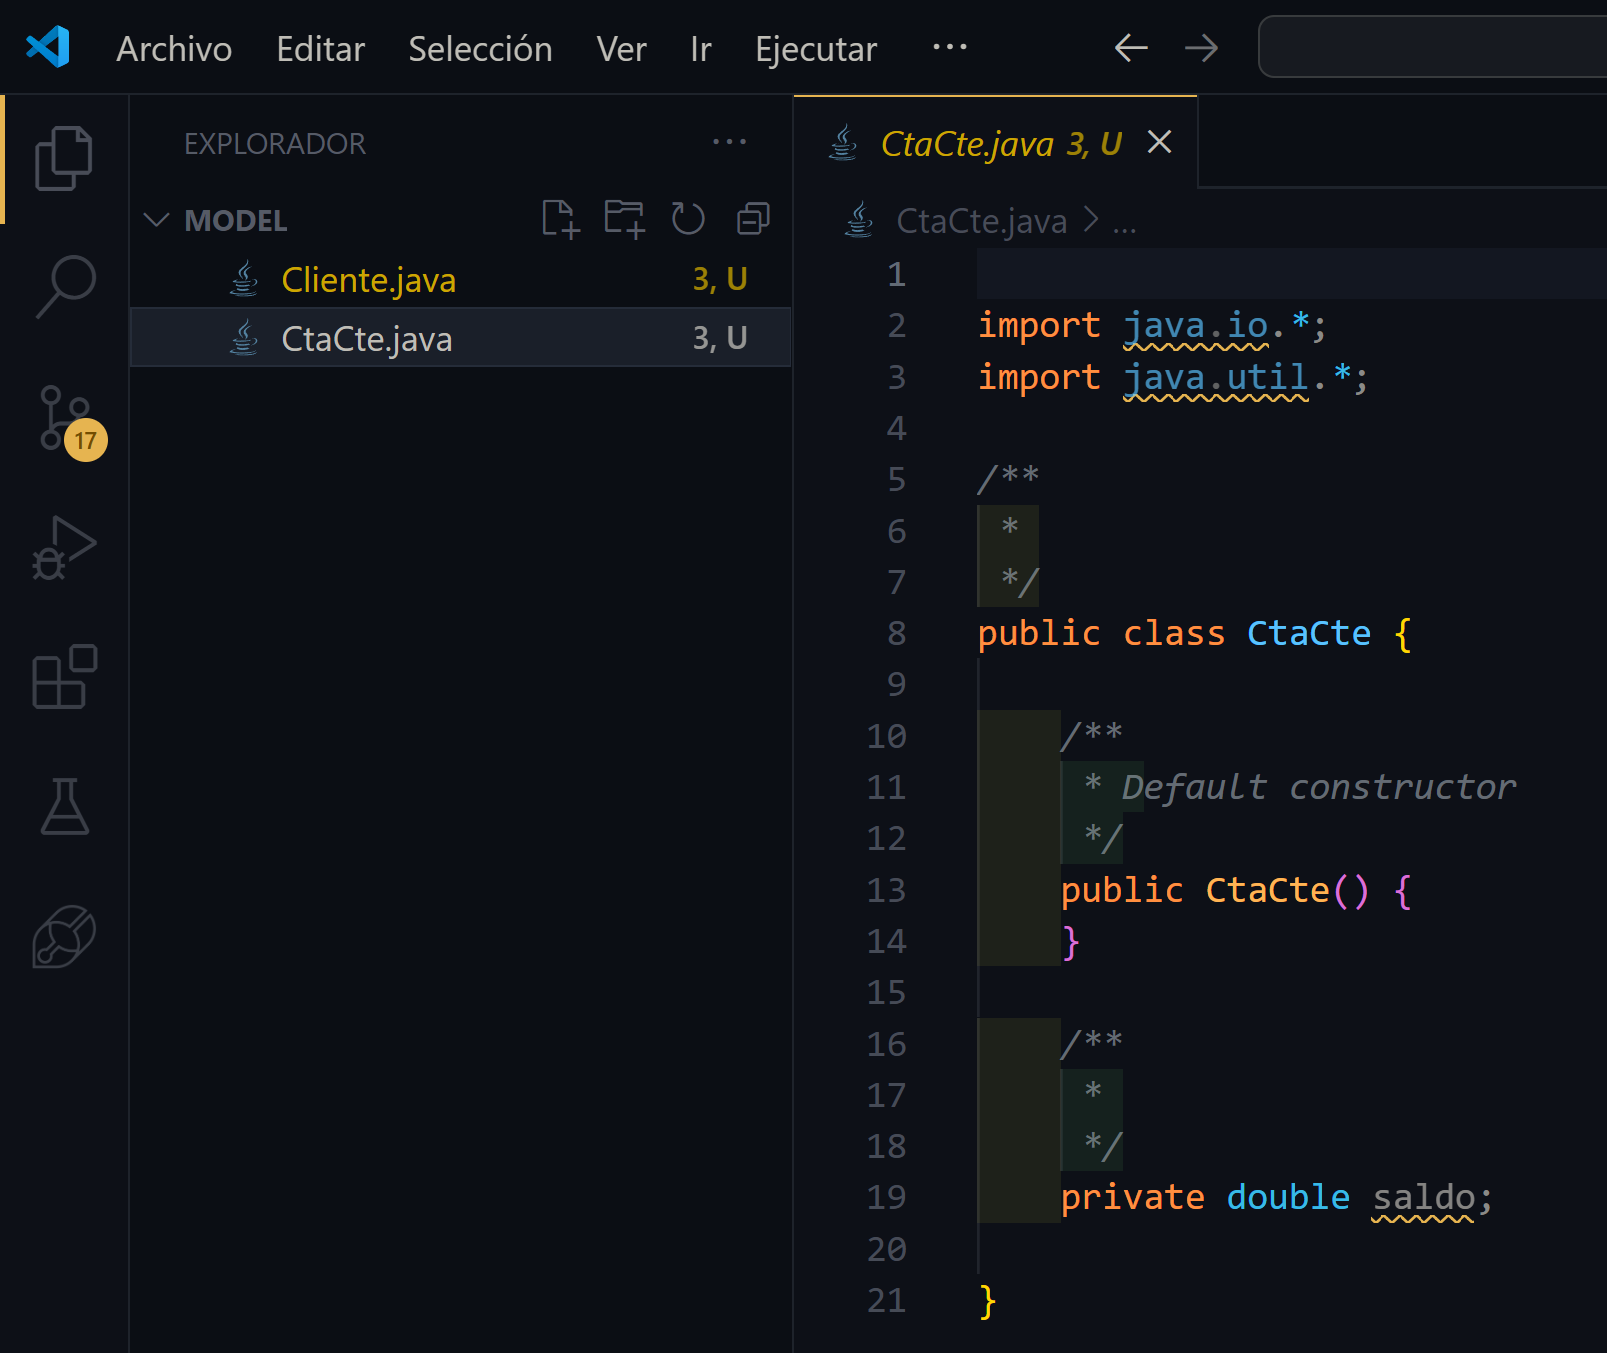 Archivo Editar Selección Ver Ir Ejecutar ···
EXPLORADOR ···
MODEL
Cliente.java 3, U
CtaCte.java 3, U
17
CtaCte.java 3, U
CtaCte.java > ...
1
2 import java.io.*;
3 import java.util.*;
4
5 /**
6 *
7 */
8 public class CtaCte {
9
10 /**
11 * Default constructor
12 */
13 public CtaCte() {
14 }
15
16 /**
17 *
18 */
19 private double saldo;
20
21 }